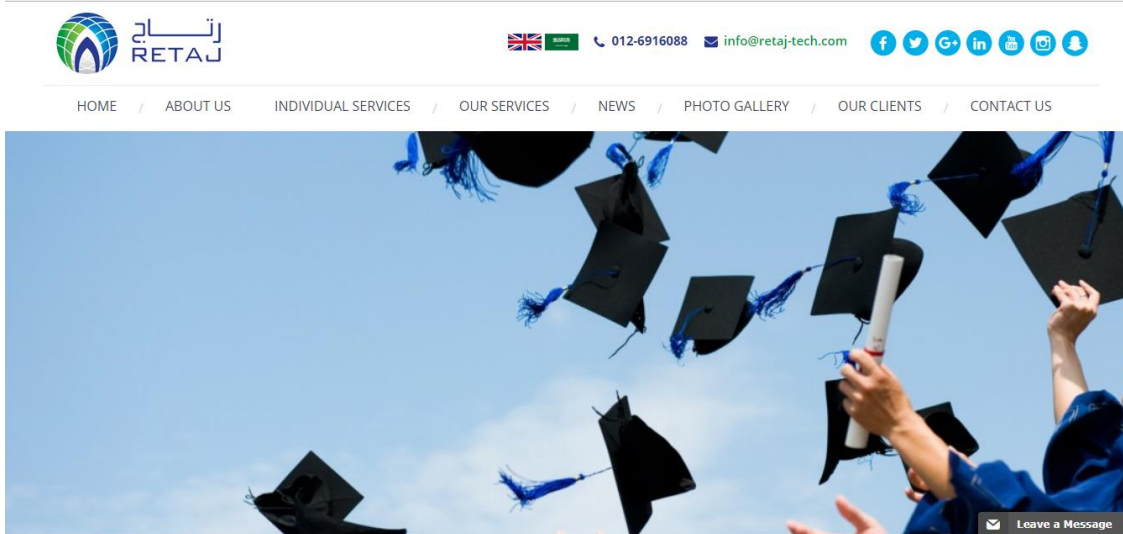 رتاج
RETAJ
012-6916088 info@retaj-tech.com
HOME / ABOUT US INDIVIDUAL SERVICES / OUR SERVICES / NEWS / PHOTO GALLERY / OUR CLIENTS / CONTACT US
Leave a Message